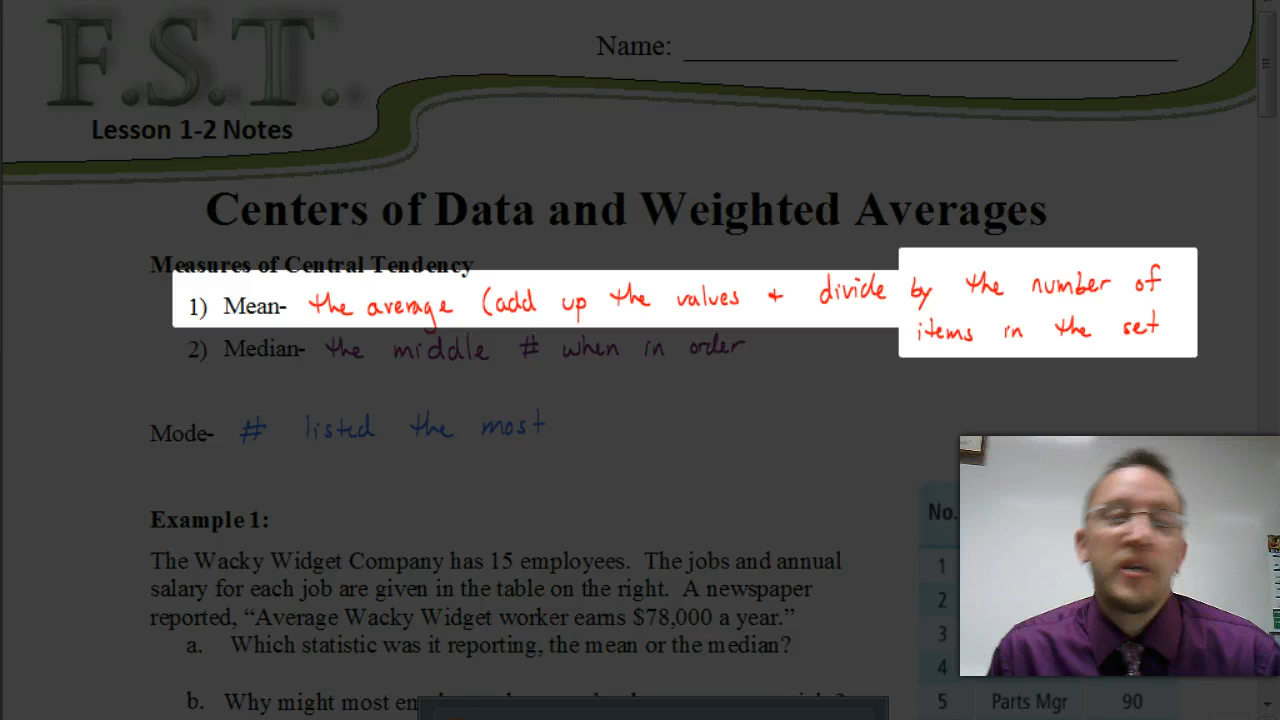 F.S.T.
Name:
Lesson 1-2 Notes
Centers of Data and Weighted Averages
Measures of Central Tendency
1) Mean- the average (add up the values + divide by the number of
items in the set
2) Median- the middle # when in order
Mode- # listed the most
Example 1:
The Wacky Widget Company has 15 employees. The jobs and annual
salary for each job are given in the table on the right. A newspaper
reported, “Average Wacky Widget worker earns $78,000 a year.”
a. Which statistic was it reporting, the mean or the median?
b. Why might most
No.
1
2
3
4
5 Parts Mgr 90